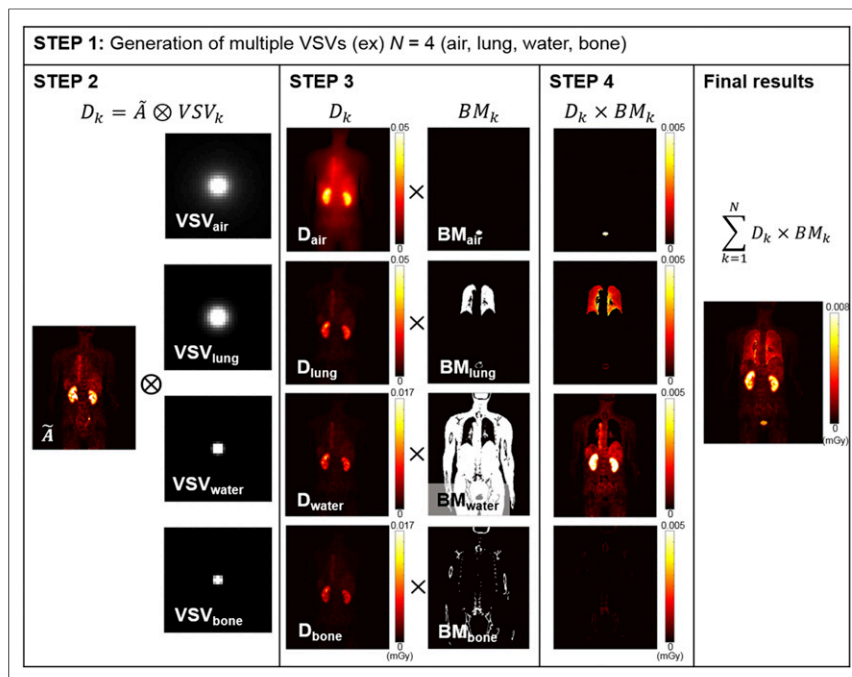 STEP 1: Generation of multiple VSVs (ex) N = 4 (air, lung, water, bone)
STEP 2
D_k = Ã ⊗ VSV_k
VSV_air
VSV_lung
Ã
⊗
VSV_water
VSV_bone
STEP 3
D_k BM_k
D_air 0.05 0 × BM_air
D_lung 0.05 0 × BM_lung
D_water 0.017 0 × BM_water
D_bone 0.017 0 × BM_bone
(mGy)
STEP 4
D_k × BM_k
0.005
0
0.005
0
0.005
0
0.005
0
(mGy)
Final results
N
∑ D_k × BM_k
k=1
0.008
0
(mGy)